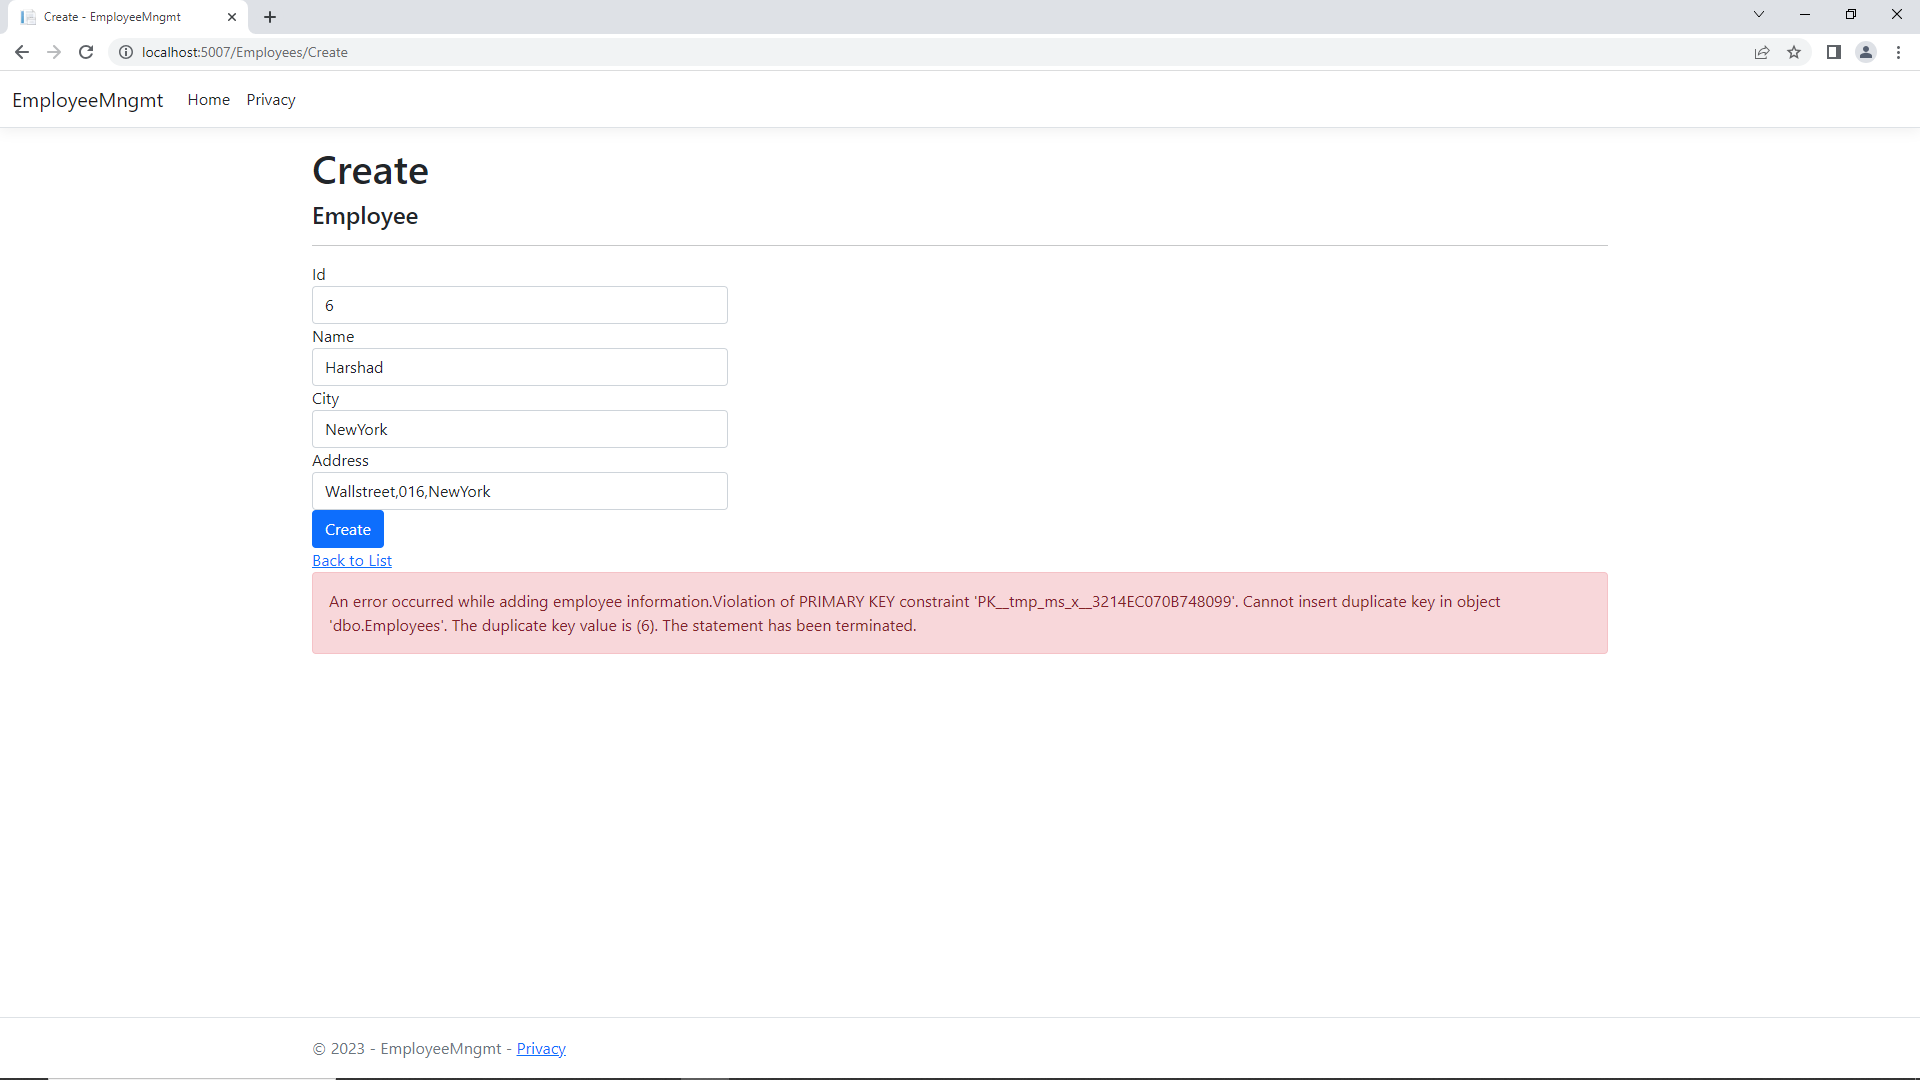 Create - EmployeeMngmt
localhost:5007/Employees/Create
EmployeeMngmt Home Privacy
Create
Employee
Id
6
Name
Harshad
City
NewYork
Address
Wallstreet,016,NewYork
Create
Back to List
An error occurred while adding employee information.Violation of PRIMARY KEY constraint 'PK__tmp_ms_x__3214EC070B748099'. Cannot insert duplicate key in object
'dbo.Employees'. The duplicate key value is (6). The statement has been terminated.
© 2023 - EmployeeMngmt - Privacy